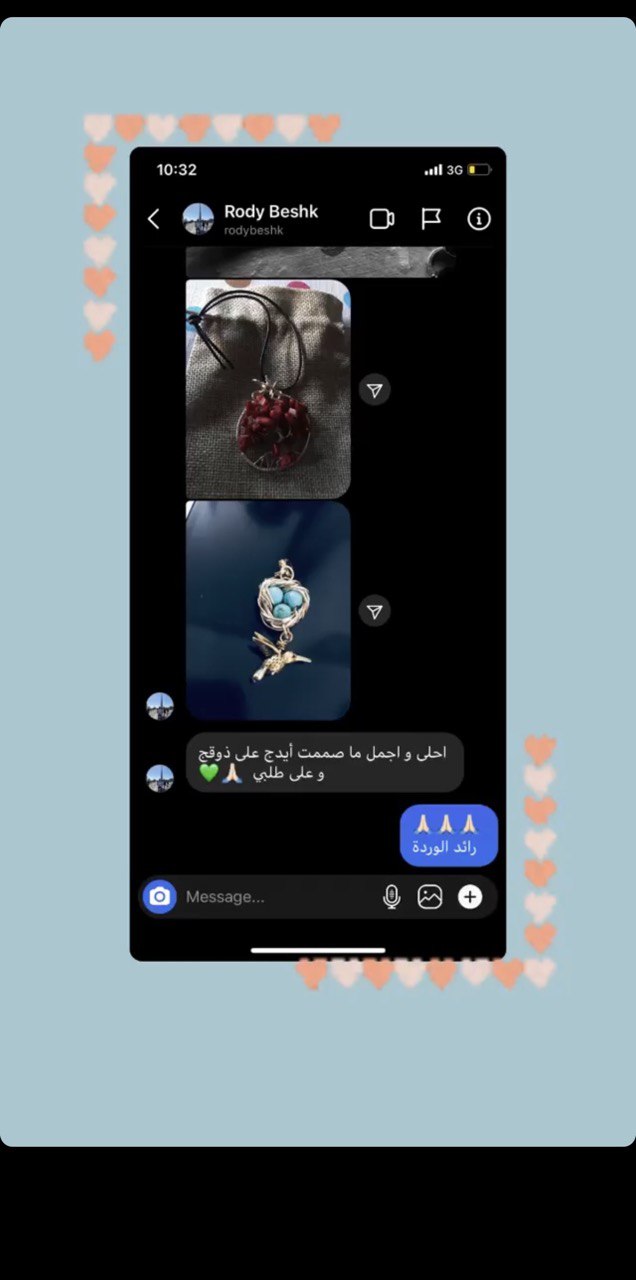 10:32
3G
Rody Beshk
rodybeshk
احلى و اجمل ما صممت أيدج على ذوقج
و على طلبي 🙏🏻💚
🙏🏻🙏🏻🙏🏻
رائد الوردة
Message...